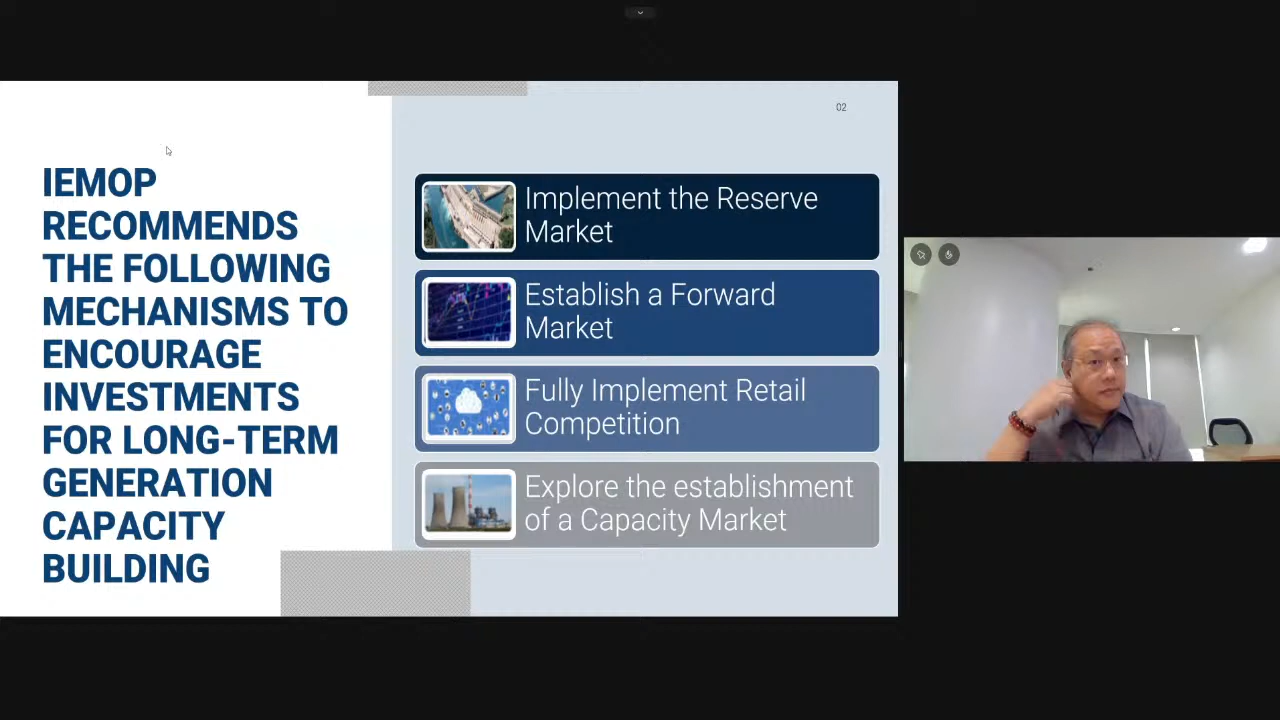 02
IEMOP
RECOMMENDS
THE FOLLOWING
MECHANISMS TO
ENCOURAGE
INVESTMENTS
FOR LONG-TERM
GENERATION
CAPACITY
BUILDING
Implement the Reserve
Market
Establish a Forward
Market
Fully Implement Retail
Competition
Explore the establishment
of a Capacity Market